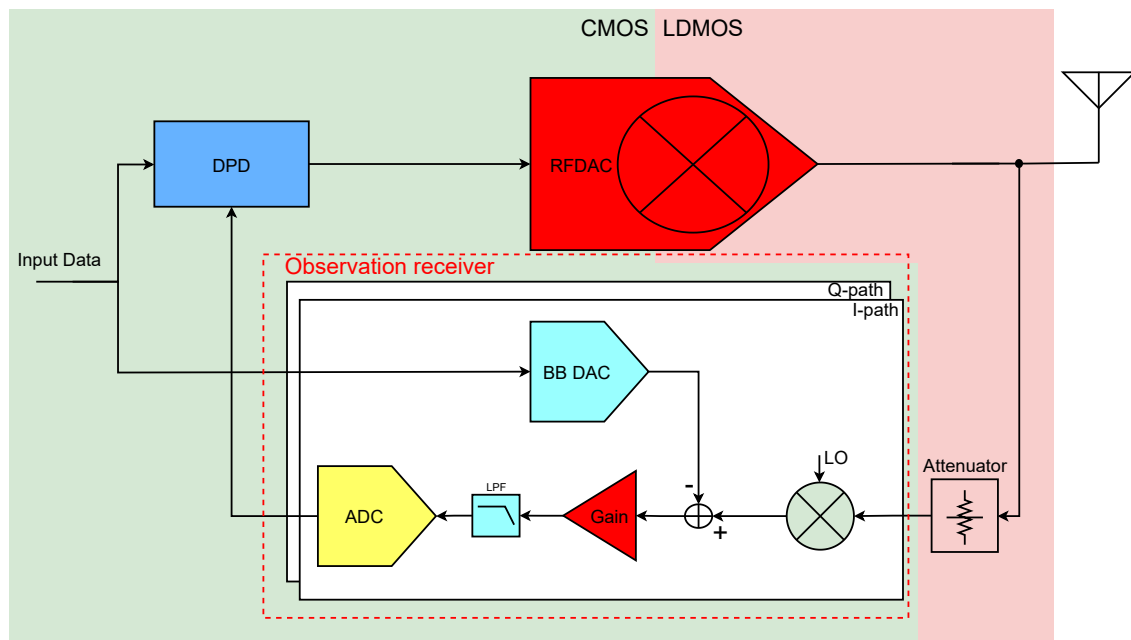 CMOS LDMOS
DPD
RFDAC
Input Data
Observation receiver
Q-path
I-path
BB DAC
LO
Attenuator
-
LPF
ADC
Gain
+